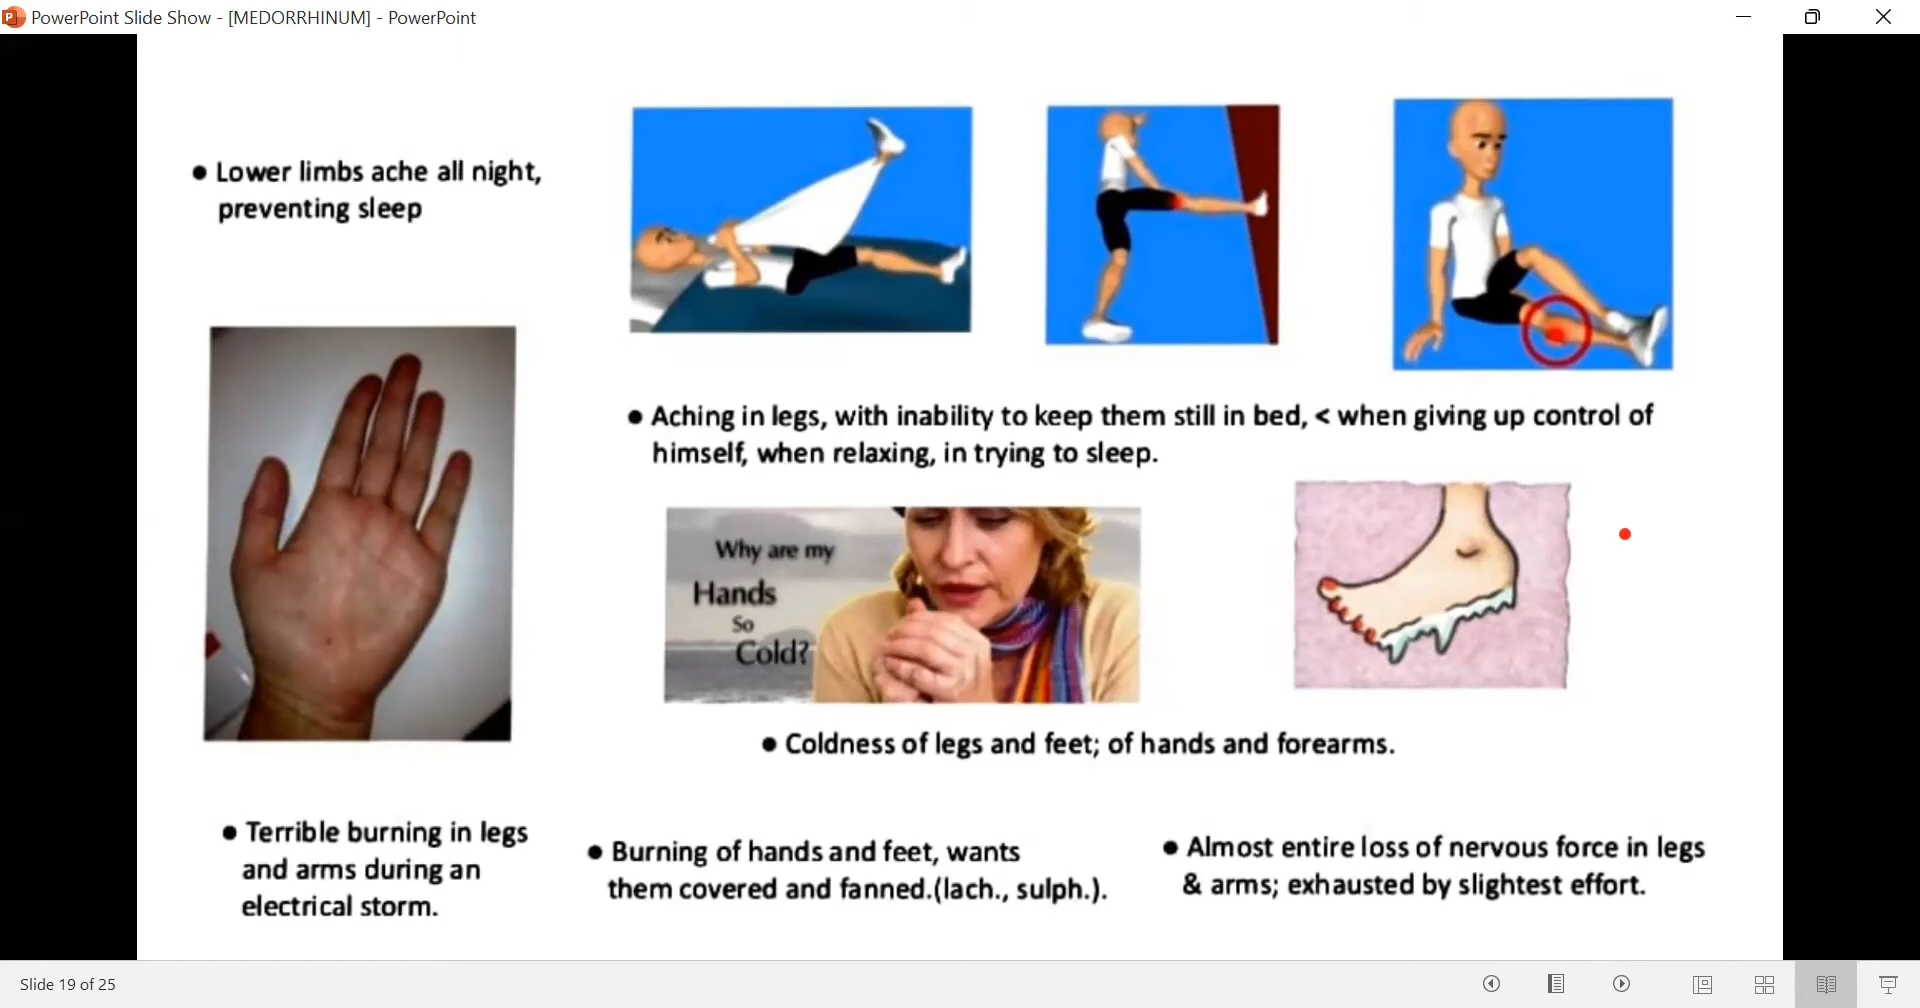 PowerPoint Slide Show - [MEDORRHINUM] - PowerPoint
● Lower limbs ache all night,
preventing sleep
● Aching in legs, with inability to keep them still in bed, < when giving up control of
himself, when relaxing, in trying to sleep.
Why are my
Hands
So
Cold?
● Coldness of legs and feet; of hands and forearms.
● Terrible burning in legs
and arms during an
electrical storm.
● Burning of hands and feet, wants
them covered and fanned.(lach., sulph.).
● Almost entire loss of nervous force in legs
& arms; exhausted by slightest effort.
Slide 19 of 25